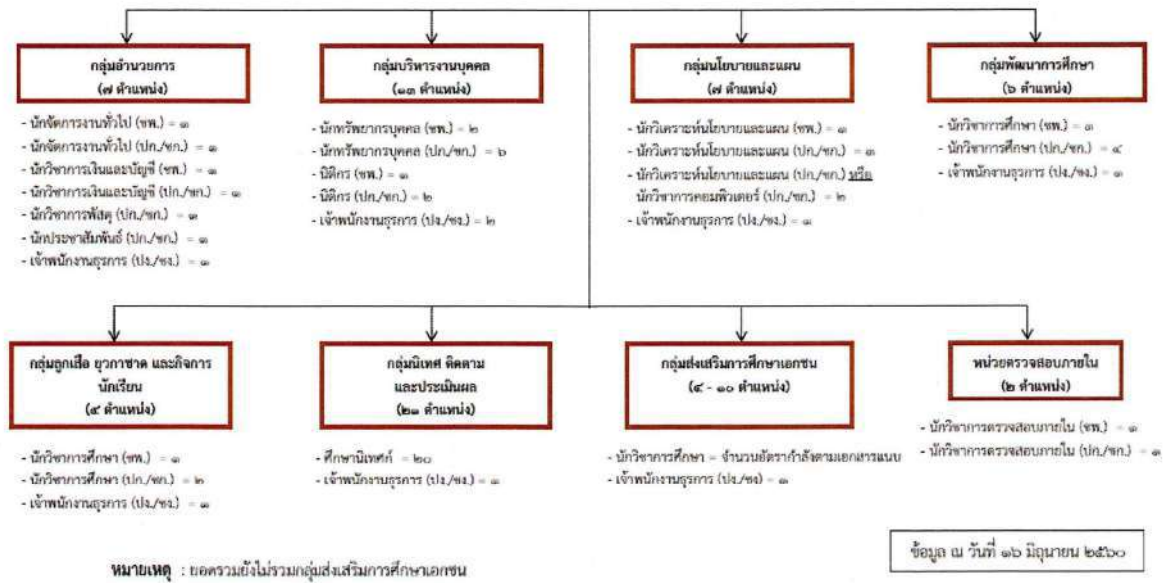 กลุ่มอำนวยการ
(๗ ตำแหน่ง)
- นักจัดการงานทั่วไป (ชพ.) = ๑
- นักจัดการงานทั่วไป (ปก./ชก.) = ๑
- นักวิชาการเงินและบัญชี (ชพ.) = ๑
- นักวิชาการเงินและบัญชี (ปก./ชก.) = ๑
- นักวิชาการพัสดุ (ปก./ชก.) = ๑
- นักประชาสัมพันธ์ (ปก./ชก.) = ๑
- เจ้าพนักงานธุรการ (ปง./ชง.) = ๑
กลุ่มบริหารงานบุคคล
(๑๓ ตำแหน่ง)
- นักทรัพยากรบุคคล (ชพ.) = ๒
- นักทรัพยากรบุคคล (ปก./ชก.) = ๖
- นิติกร (ชพ.) = ๑
- นิติกร (ปก./ชก.) = ๒
- เจ้าพนักงานธุรการ (ปง./ชง.) = ๒
กลุ่มนโยบายและแผน
(๗ ตำแหน่ง)
- นักวิเคราะห์นโยบายและแผน (ชพ.) = ๑
- นักวิเคราะห์นโยบายและแผน (ปก./ชก.) = ๓
- นักวิเคราะห์นโยบายและแผน (ปก./ชก.) หรือ
นักวิชาการคอมพิวเตอร์ (ปก./ชก.) = ๒
- เจ้าพนักงานธุรการ (ปง./ชง.) = ๑
กลุ่มพัฒนาการศึกษา
(๖ ตำแหน่ง)
- นักวิชาการศึกษา (ชพ.) = ๑
- นักวิชาการศึกษา (ปก./ชก.) = ๔
- เจ้าพนักงานธุรการ (ปง./ชง.) = ๑
กลุ่มลูกเสือ ยุวกาชาด และกิจการ
นักเรียน
(๔ ตำแหน่ง)
- นักวิชาการศึกษา (ชพ.) = ๑
- นักวิชาการศึกษา (ปก./ชก.) = ๒
- เจ้าพนักงานธุรการ (ปง./ชง.) = ๑
กลุ่มนิเทศ ติดตาม
และประเมินผล
(๒๑ ตำแหน่ง)
- ศึกษานิเทศก์ = ๒๐
- เจ้าพนักงานธุรการ (ปง./ชง.) = ๑
กลุ่มส่งเสริมการศึกษาเอกชน
(๔ - ๑๐ ตำแหน่ง)
- นักวิชาการศึกษา = จำนวนอัตรากำลังตามเอกสารแนบ
- เจ้าพนักงานธุรการ (ปง./ชง) = ๑
หน่วยตรวจสอบภายใน
(๒ ตำแหน่ง)
- นักวิชาการตรวจสอบภายใน (ชพ.) = ๑
- นักวิชาการตรวจสอบภายใน (ปก./ชก.) = ๑
หมายเหตุ : ยอดรวมยังไม่รวมกลุ่มส่งเสริมการศึกษาเอกชน
ข้อมูล ณ วันที่ ๑๖ มิถุนายน ๒๕๖๐